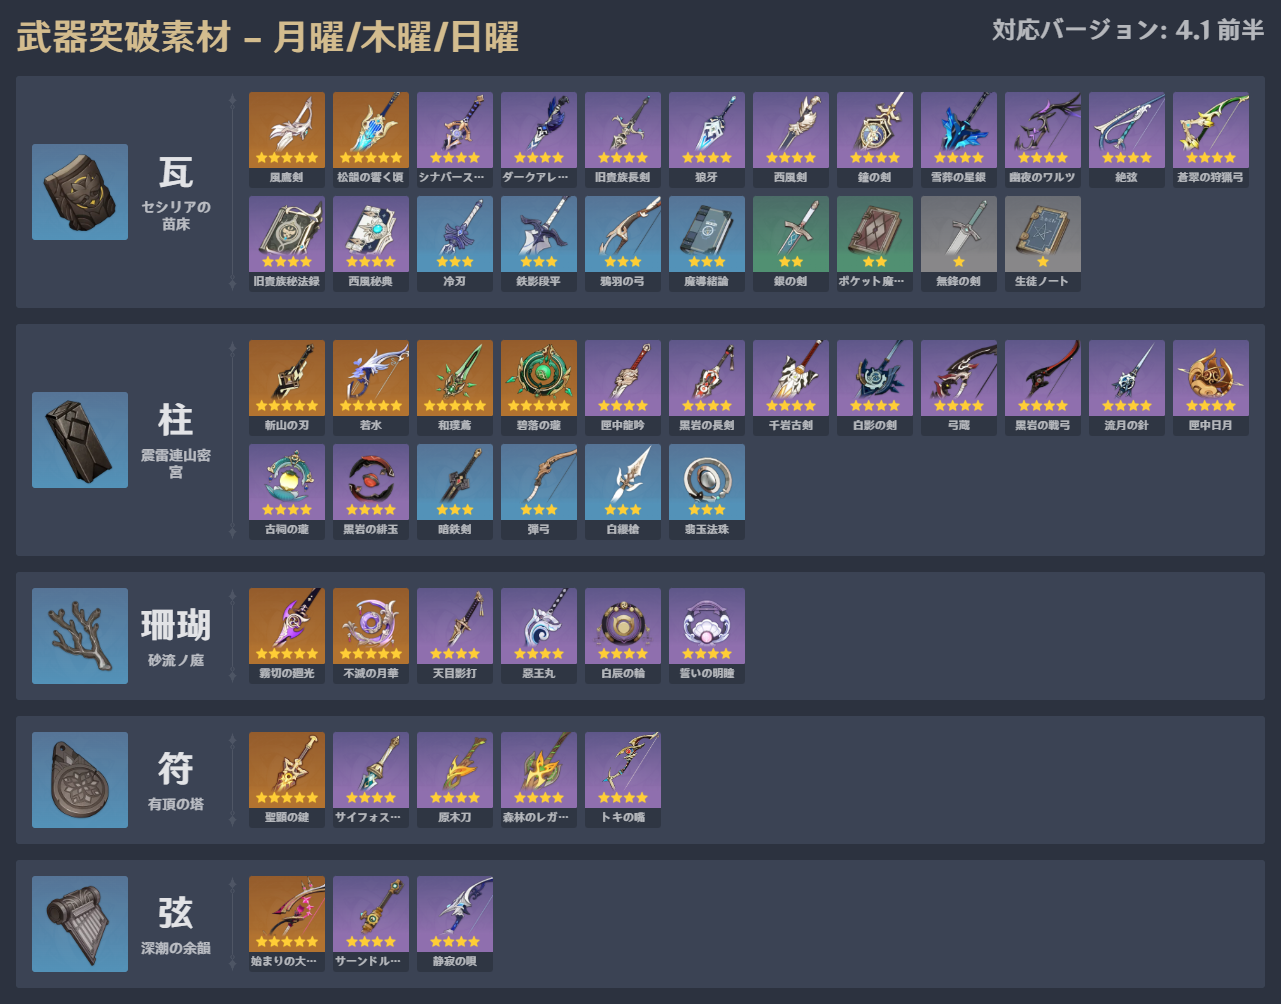 武器突破素材 – 月曜/木曜/日曜
対応バージョン: 4.1 前半
瓦
セシリアの
苗床
風鷹剣
松韻の響く頃
シナバース…
ダークアレ…
旧貴族長剣
狼牙
西風剣
鐘の剣
雪葬の星銀
幽夜のワルツ
絶弦
蒼翠の狩猟弓
旧貴族秘法録
西風秘典
冷刃
鉄影段平
鴉羽の弓
魔導緒論
銀の剣
ポケット魔…
無鋒の剣
生徒ノート
柱
震雷連山密
宮
斬山の刃
若水
和璞鳶
碧落の瓏
匣中龍吟
黒岩の長剣
千岩古剣
白影の剣
弓蔵
黒岩の戦弓
流月の針
匣中日月
古祠の瓏
黒岩の緋玉
暗鉄剣
弾弓
白纓槍
翡玉法珠
珊瑚
砂流ノ庭
霧切の廻光
不滅の月華
天目影打
惡王丸
白辰の輪
誓いの明瞳
符
有頂の塔
聖顕の鍵
サイフォス…
原木刀
森林のレガ…
トキの嘴
弦
深潮の余韻
始まりの大…
サーンドル…
静寂の唄